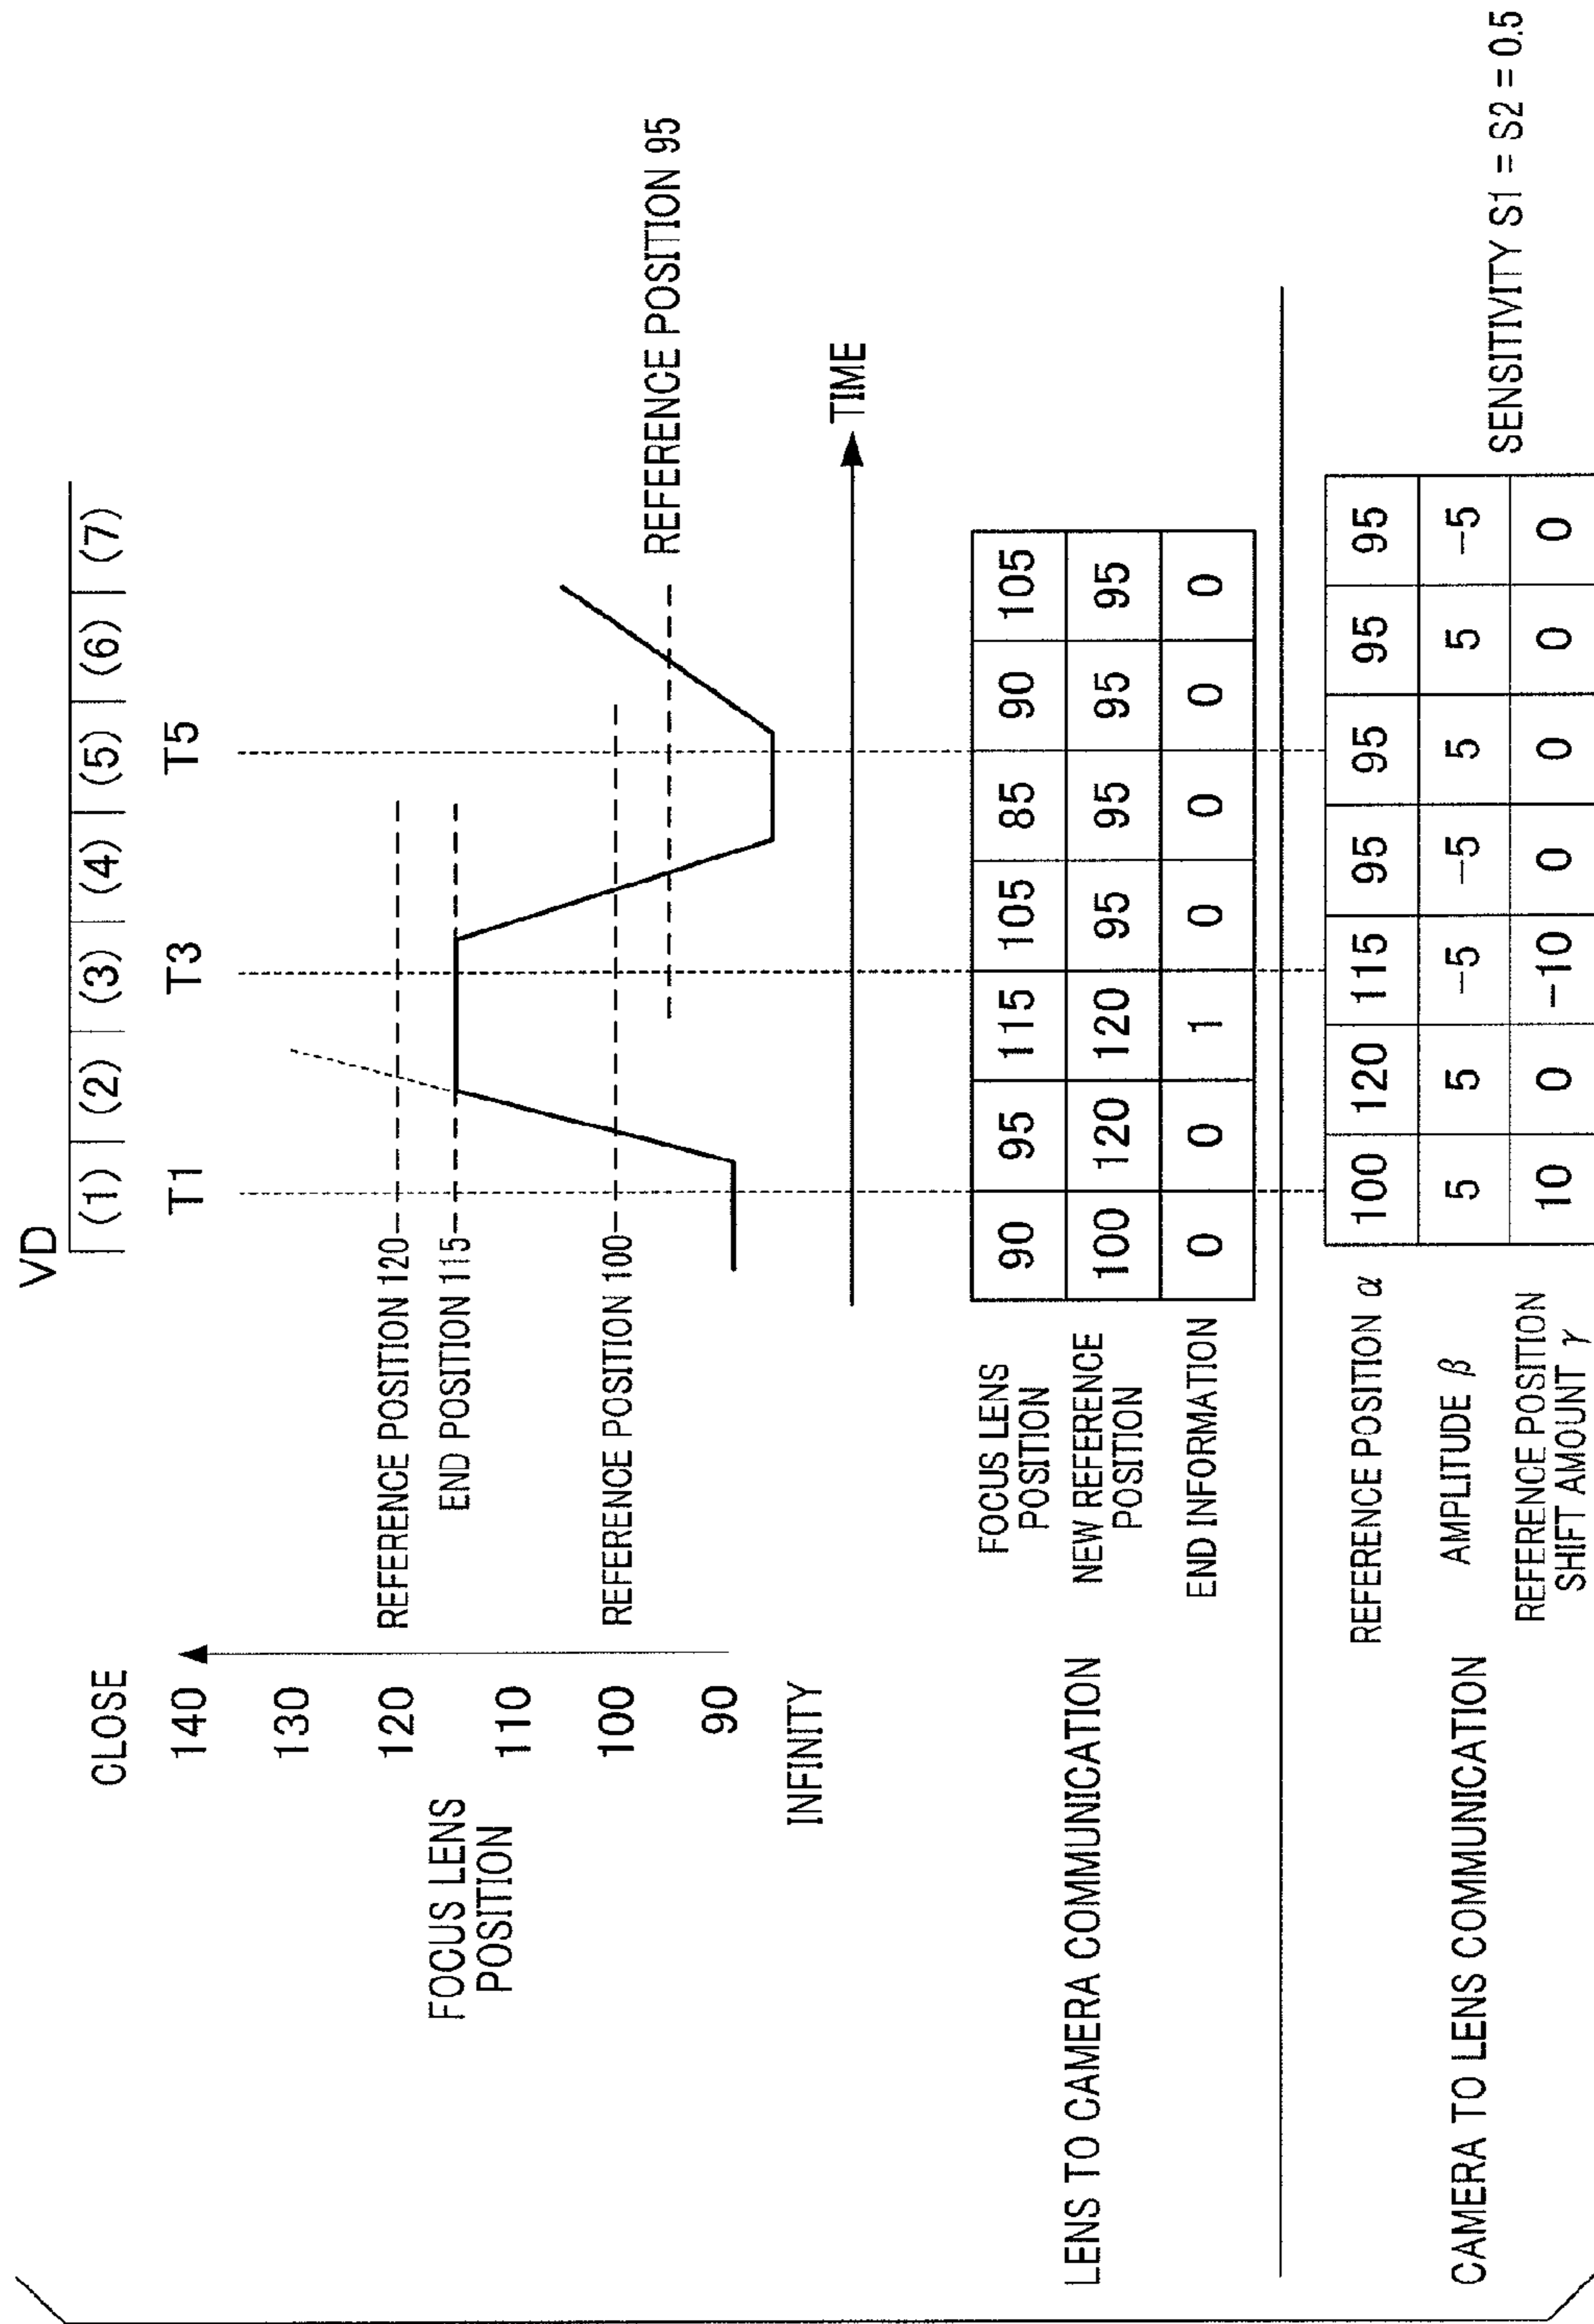 VD
(1) (2) (3) (4) (5) (6) (7)
T1 T3 T5
CLOSE
140
130
120
110
100
90
INFINITY
FOCUS LENS
POSITION
REFERENCE POSITION 120
END POSITION 115
REFERENCE POSITION 100
REFERENCE POSITION 95
TIME
LENS TO CAMERA COMMUNICATION
FOCUS LENS
POSITION
90 95 115 105 85 90 105
NEW REFERENCE
POSITION
100 120 120 95 95 95 95
END INFORMATION
0 0 1 0 0 0 0
CAMERA TO LENS COMMUNICATION
REFERENCE POSITION α
100 120 115 95 95 95 95
AMPLITUDE β
5 5 −5 −5 5 5 −5
REFERENCE POSITION
SHIFT AMOUNT γ
10 0 −10 0 0 0 0
SENSITIVITY S1 = S2 = 0.5